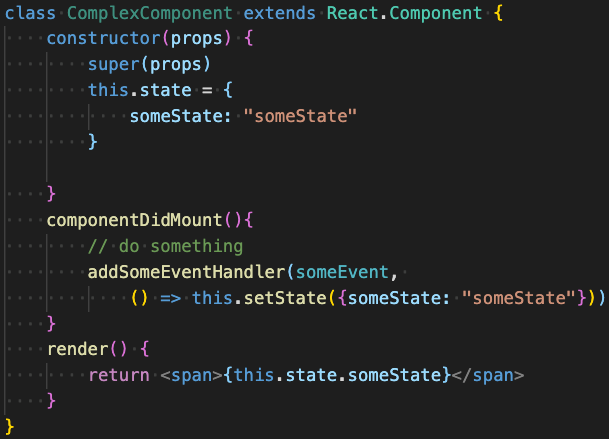 class ComplexComponent extends React.Component {
    constructor(props) {
        super(props)
        this.state = {
            someState: "someState"
        }

    }
    componentDidMount(){
        // do something
        addSomeEventHandler(someEvent,
            () => this.setState({someState: "someState"}))
    }
    render() {
        return <span>{this.state.someState}</span>
    }
}